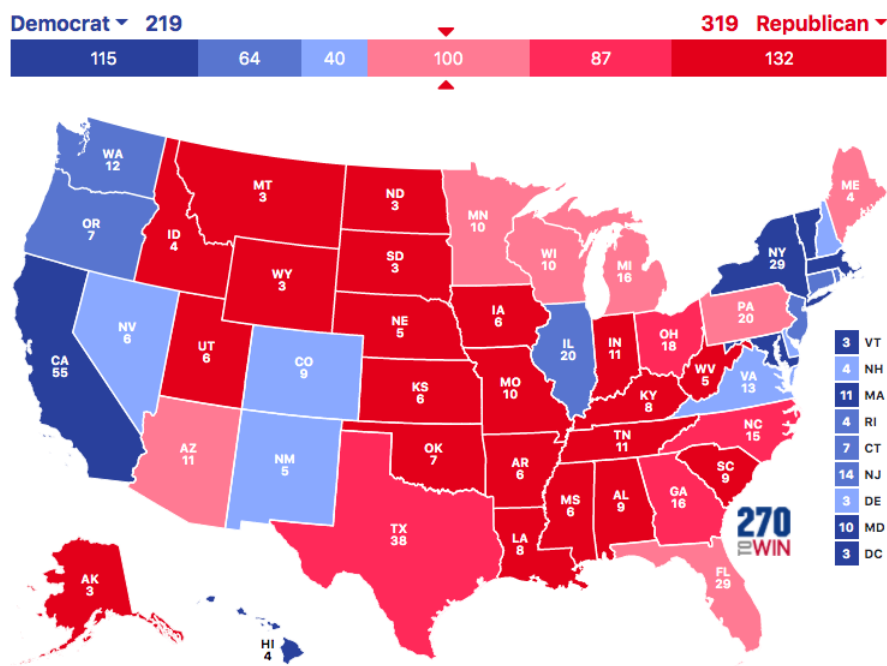 Democrat 219
319 Republican
115 64 40 100 87 132
WA
12
OR
7
CA
55
NV
6
ID
4
MT
3
WY
3
UT
6
CO
9
AZ
11
NM
5
ND
3
SD
3
NE
5
KS
6
OK
7
TX
38
MN
10
IA
6
MO
10
AR
6
LA
8
WI
10
IL
20
MI
16
IN
11
OH
18
KY
8
TN
11
MS
6
AL
9
GA
16
FL
29
SC
9
NC
15
VA
13
WV
5
PA
20
NY
29
ME
4
AK
3
HI
4
3 VT
4 NH
11 MA
4 RI
7 CT
14 NJ
3 DE
10 MD
3 DC
270
TO WIN